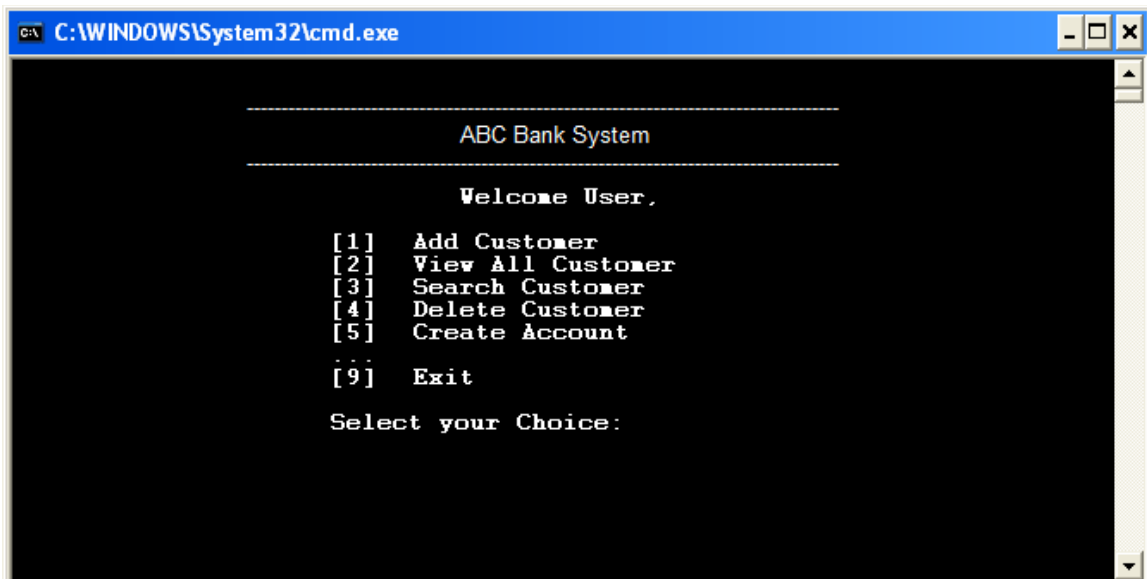 C:\WINDOWS\System32\cmd.exe
ABC Bank System
Welcome User,
[1] Add Customer
[2] View All Customer
[3] Search Customer
[4] Delete Customer
[5] Create Account
...
[9] Exit
Select your Choice: